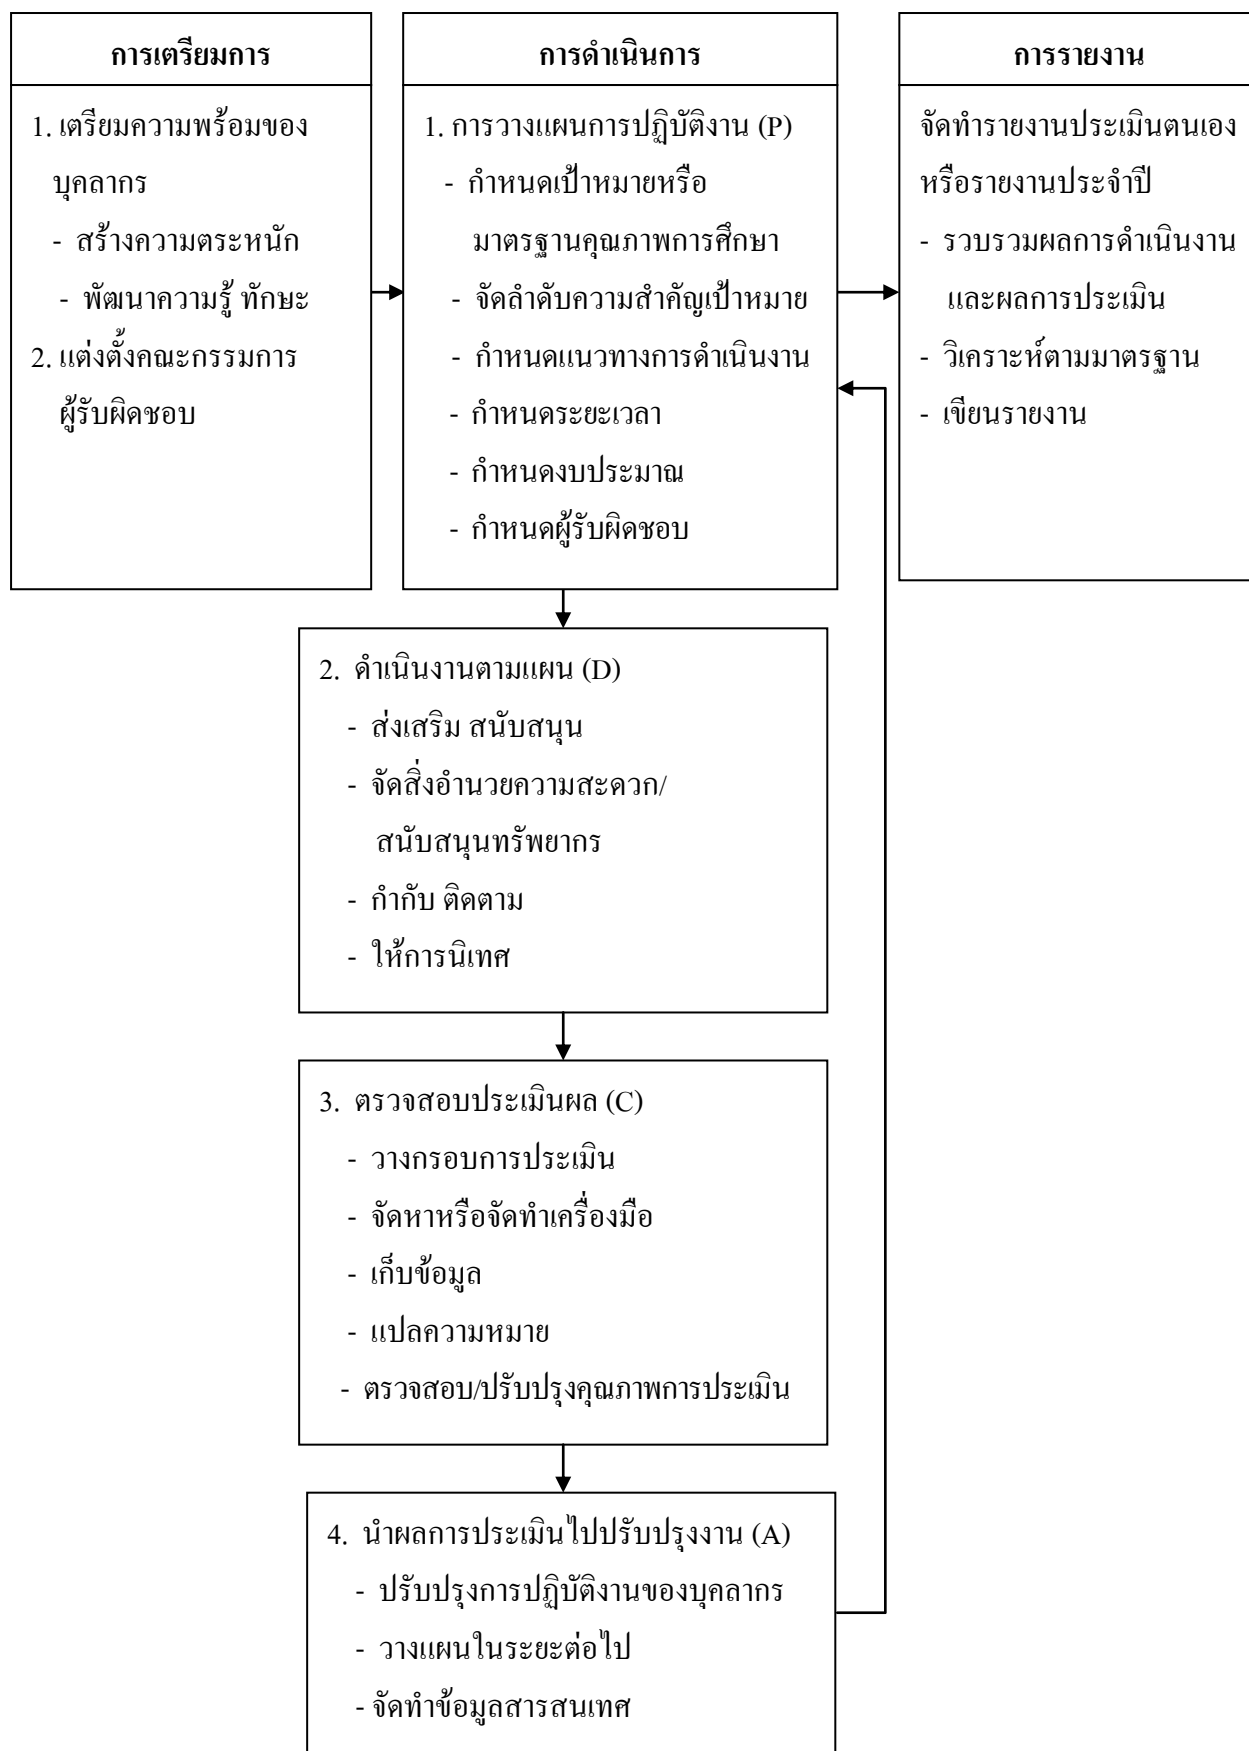 การเตรียมการ
1. เตรียมความพร้อมของ
บุคลากร
- สร้างความตระหนัก
- พัฒนาความรู้ ทักษะ
2. แต่งตั้งคณะกรรมการ
ผู้รับผิดชอบ
การดำเนินการ
1. การวางแผนการปฏิบัติงาน (P)
- กำหนดเป้าหมายหรือ
มาตรฐานคุณภาพการศึกษา
- จัดลำดับความสำคัญเป้าหมาย
- กำหนดแนวทางการดำเนินงาน
- กำหนดระยะเวลา
- กำหนดงบประมาณ
- กำหนดผู้รับผิดชอบ
การรายงาน
จัดทำรายงานประเมินตนเอง
หรือรายงานประจำปี
- รวบรวมผลการดำเนินงาน
และผลการประเมิน
- วิเคราะห์ตามมาตรฐาน
- เขียนรายงาน
2. ดำเนินงานตามแผน (D)
- ส่งเสริม สนับสนุน
- จัดสิ่งอำนวยความสะดวก/
สนับสนุนทรัพยากร
- กำกับ ติดตาม
- ให้การนิเทศ
3. ตรวจสอบประเมินผล (C)
- วางกรอบการประเมิน
- จัดหาหรือจัดทำเครื่องมือ
- เก็บข้อมูล
- แปลความหมาย
- ตรวจสอบ/ปรับปรุงคุณภาพการประเมิน
4. นำผลการประเมินไปปรับปรุงงาน (A)
- ปรับปรุงการปฏิบัติงานของบุคลากร
- วางแผนในระยะต่อไป
- จัดทำข้อมูลสารสนเทศ